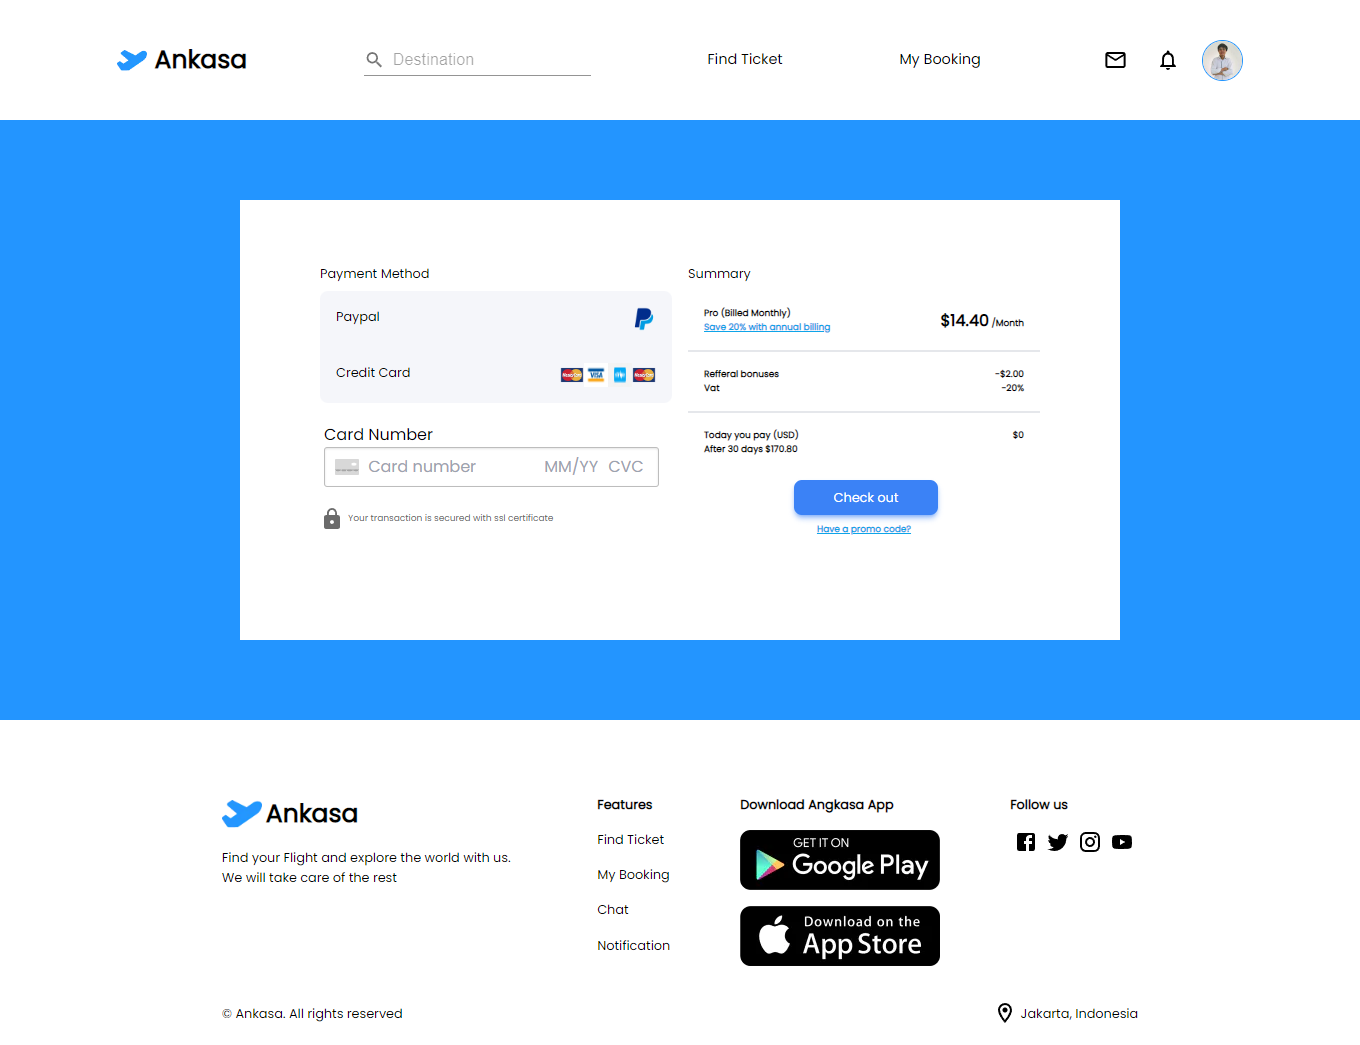 Ankasa
Destination
Find Ticket
My Booking
Payment Method
Paypal
Credit Card
Card Number
Card number MM/YY CVC
Your transaction is secured with ssl certificate
Summary
Pro (Billed Monthly)
Save 20% with annual billing
$14.40 /Month
Refferal bonuses -$2.00
Vat -20%
Today you pay (USD) $0
After 30 days $170.80
Check out
Have a promo code?
Ankasa
Find your Flight and explore the world with us.
We will take care of the rest
Features
Find Ticket
My Booking
Chat
Notification
Download Angkasa App
GET IT ON
Google Play
Download on the
App Store
Follow us
© Ankasa. All rights reserved
Jakarta, Indonesia